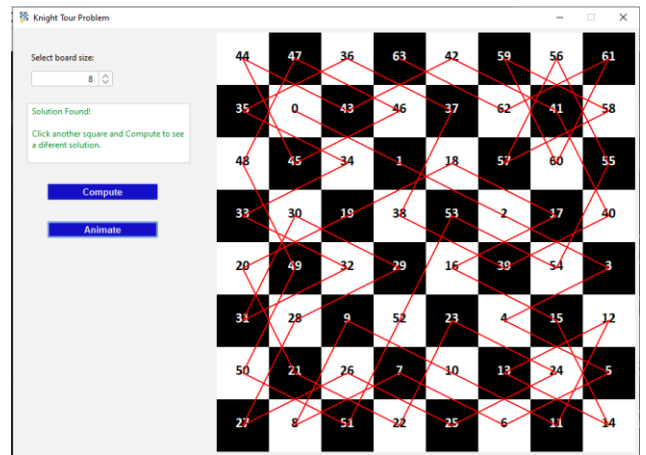 Knight Tour Problem
Select board size:
8
Solution Found!
Click another square and Compute to see
a diferent solution.
Compute
Animate
44 47 36 63 42 59 56 61
35 0 43 46 37 62 41 58
48 45 34 1 18 57 60 55
33 30 19 38 53 2 17 40
20 49 32 29 16 39 54 3
31 28 9 52 23 4 15 12
50 21 26 7 10 13 24 5
27 8 51 22 25 6 11 14